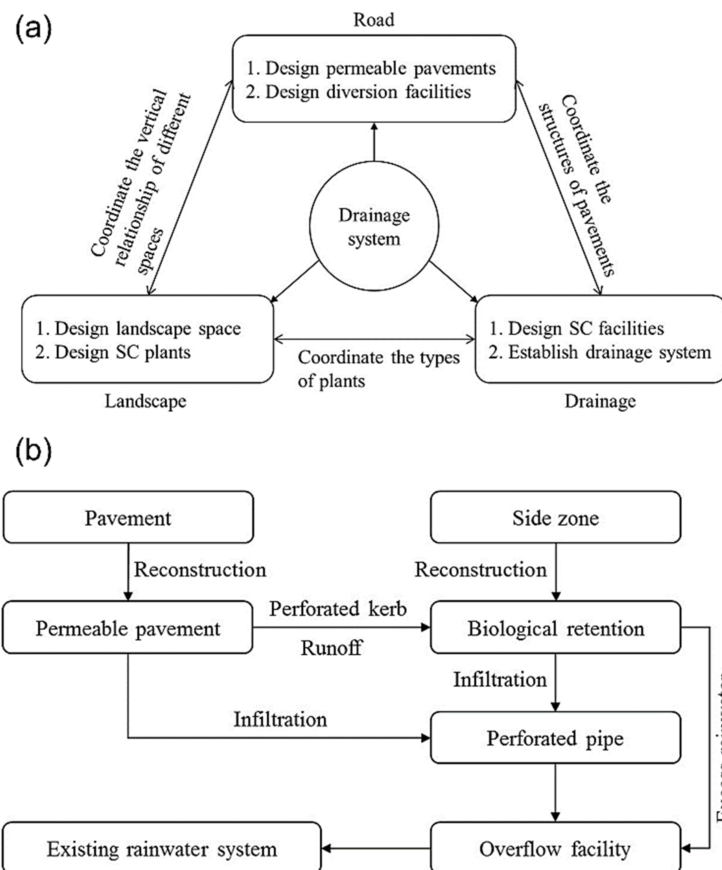 (a)
Road
1. Design permeable pavements
2. Design diversion facilities
Coordinate the vertical
relationship of different
spaces
Coordinate the
structures of pavements
Drainage
system
1. Design landscape space
2. Design SC plants
Landscape
Coordinate the types
of plants
1. Design SC facilities
2. Establish drainage system
Drainage
(b)
Pavement
Side zone
Reconstruction
Reconstruction
Permeable pavement
Perforated kerb
Runoff
Biological retention
Infiltration
Infiltration
Perforated pipe
Existing rainwater system
Overflow facility